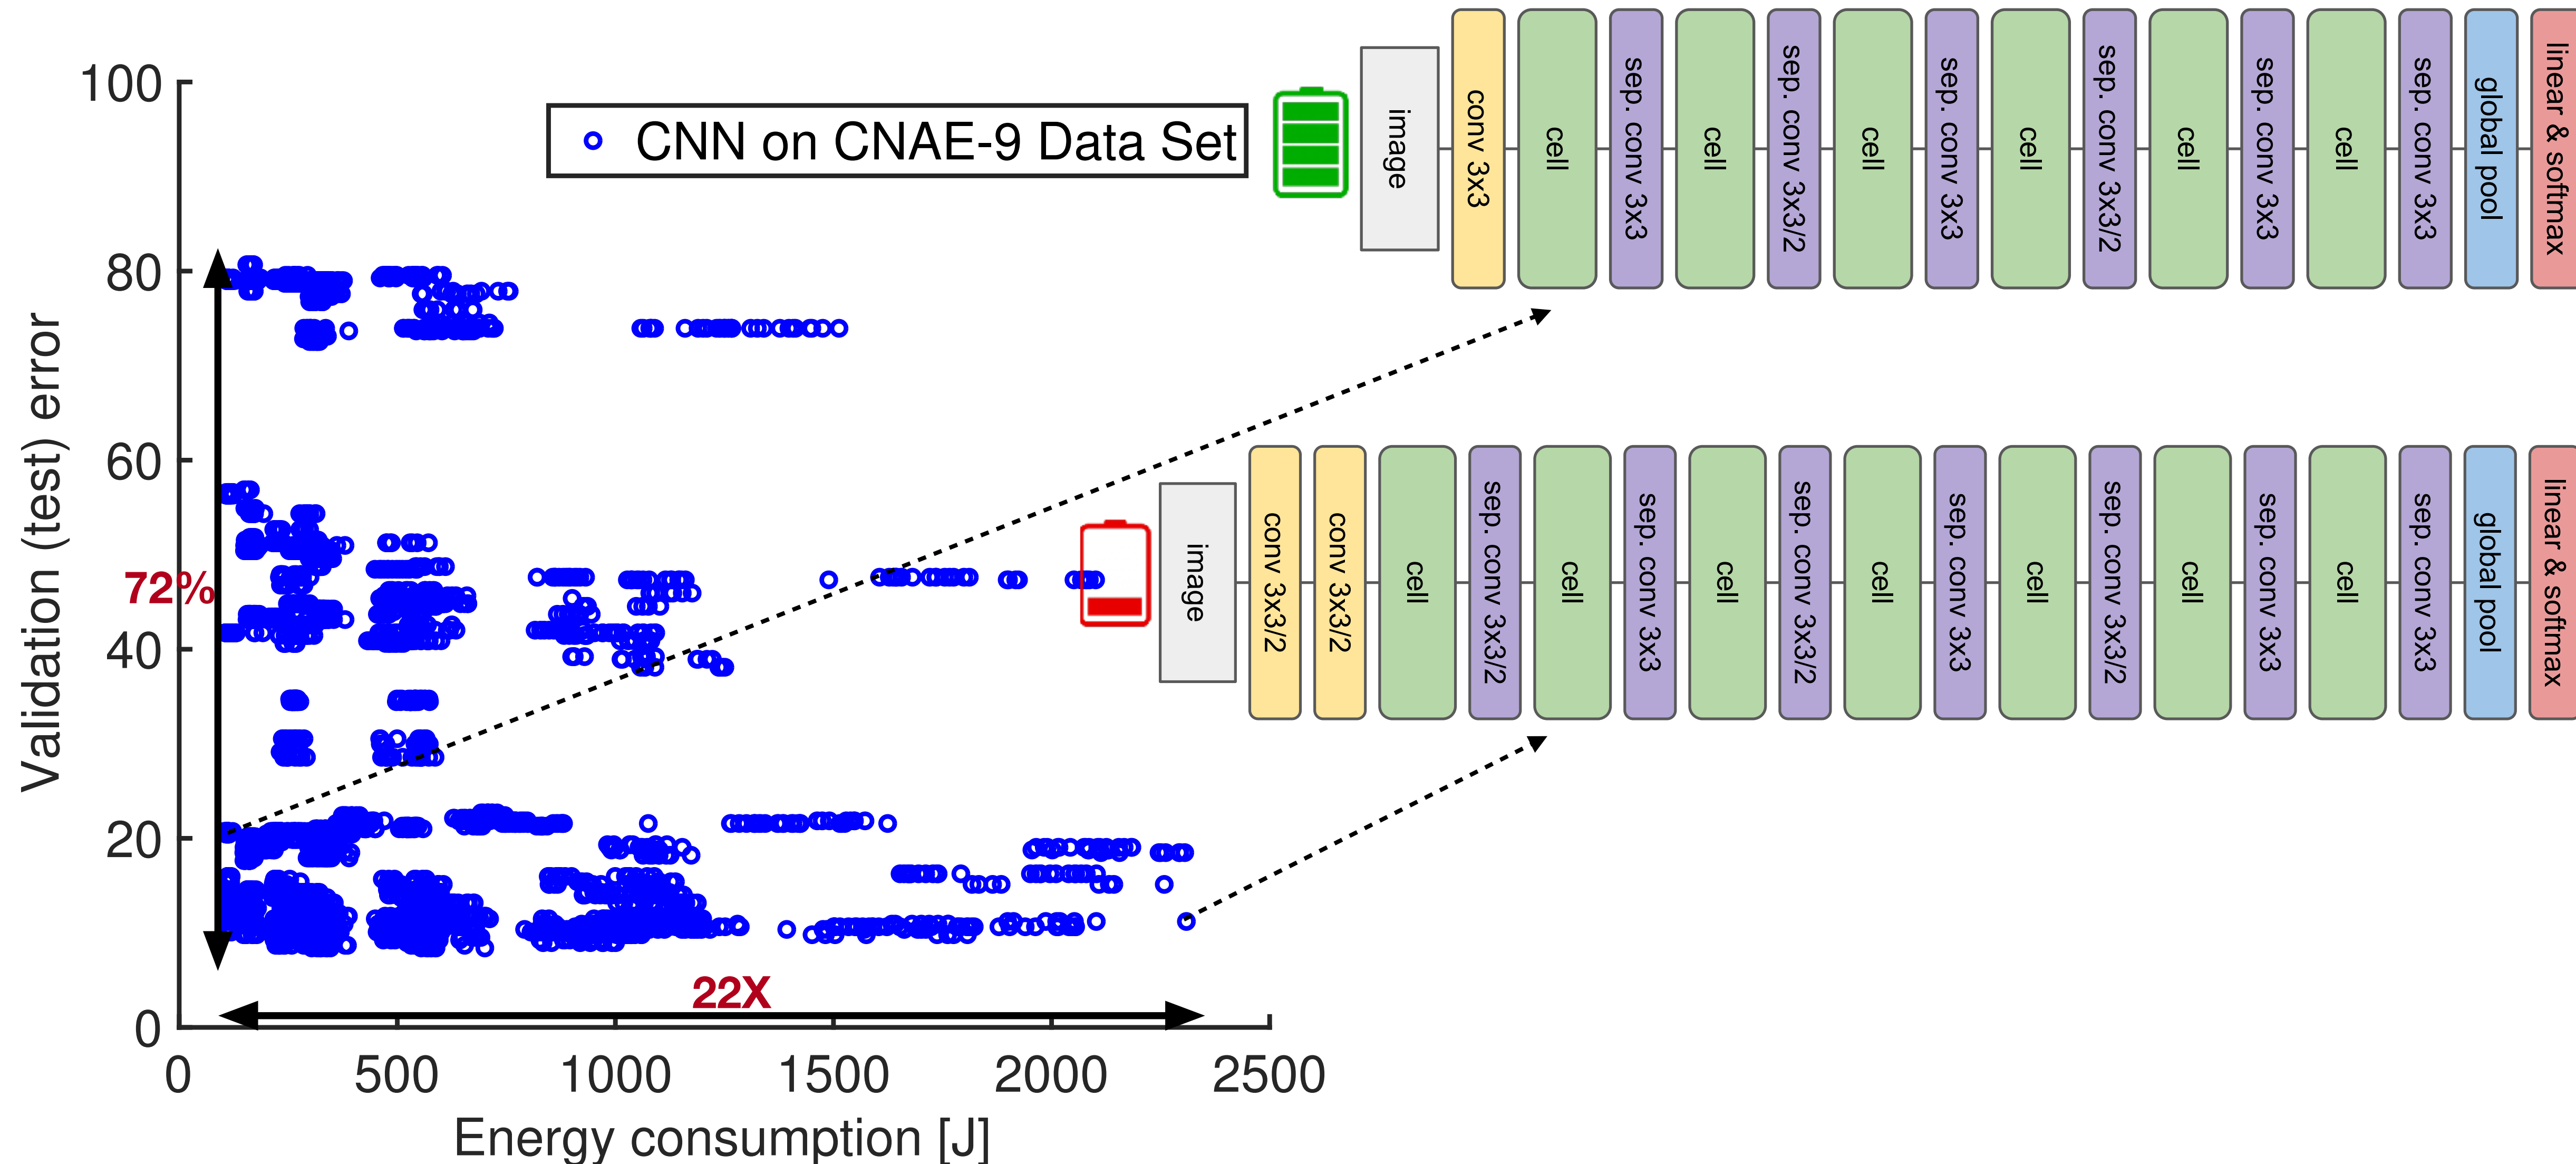 100
80
60
40
20
0
Validation (test) error
72%
CNN on CNAE-9 Data Set
22X
0
500
1000
1500
2000
2500
Energy consumption [J]
image
conv 3x3
cell
sep. conv 3x3
cell
sep. conv 3x3/2
cell
sep. conv 3x3
cell
sep. conv 3x3/2
cell
sep. conv 3x3
cell
sep. conv 3x3
global pool
linear & softmax
image
conv 3x3/2
conv 3x3/2
cell
sep. conv 3x3/2
cell
sep. conv 3x3
cell
sep. conv 3x3/2
cell
sep. conv 3x3
cell
sep. conv 3x3/2
cell
sep. conv 3x3
cell
sep. conv 3x3
global pool
linear & softmax